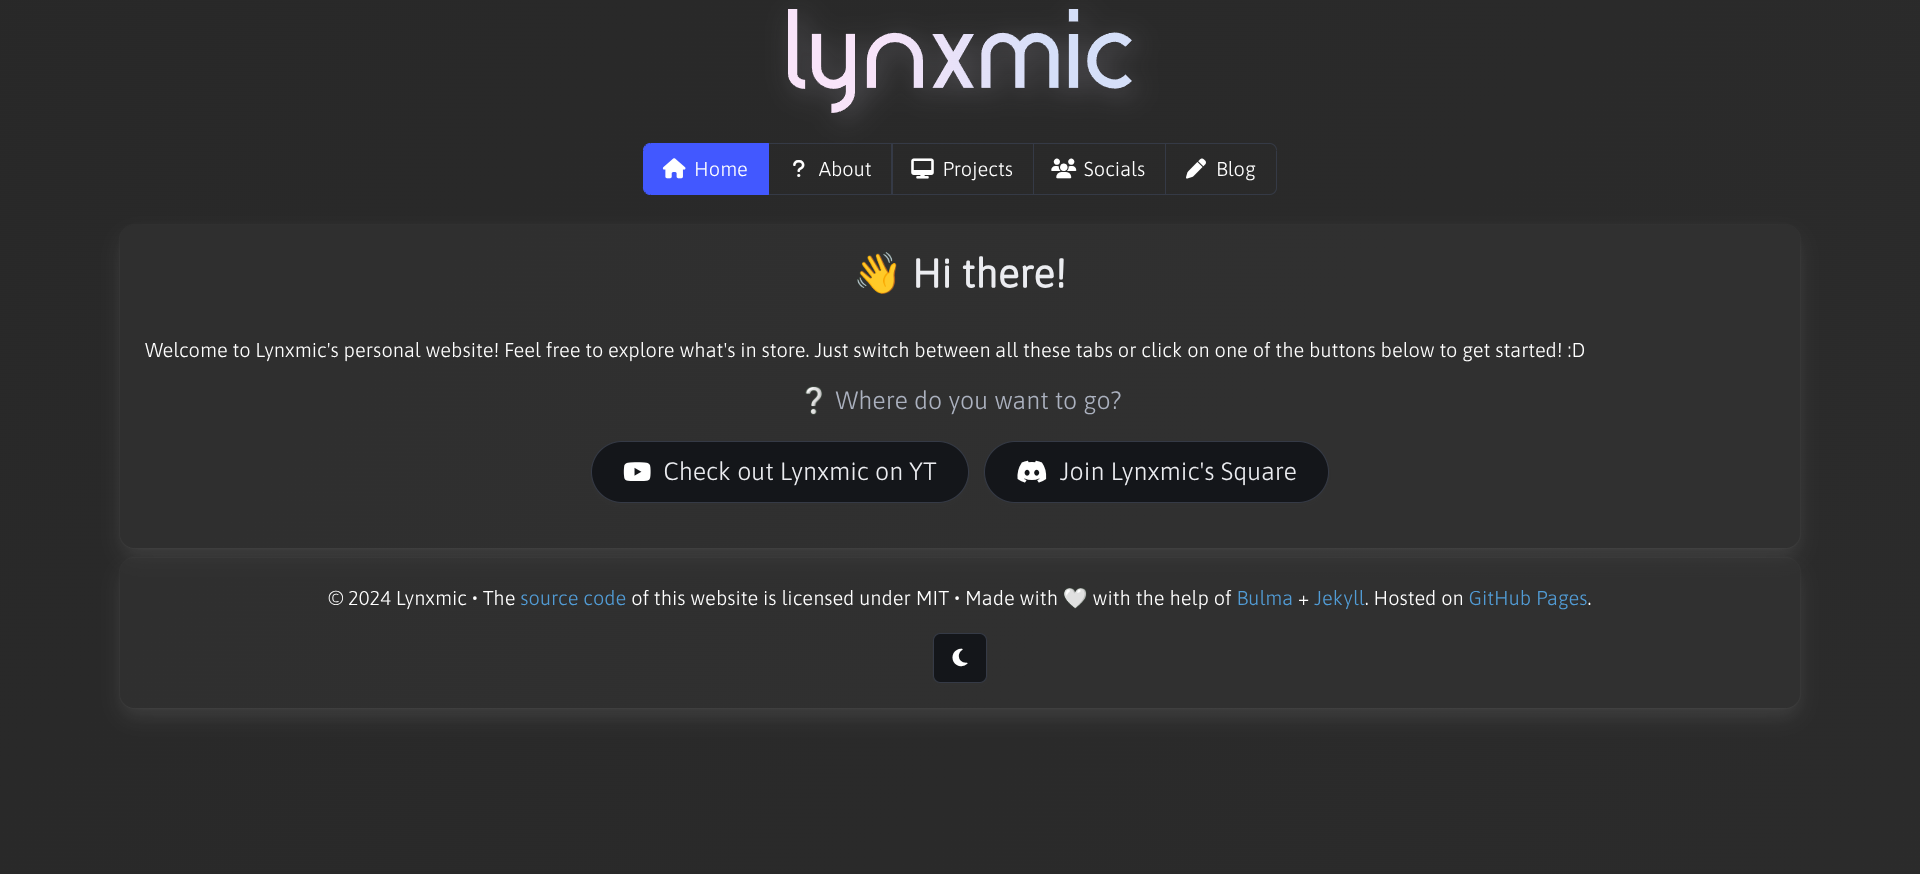 lynxmic
Home ? About Projects Socials Blog
👋 Hi there!
Welcome to Lynxmic's personal website! Feel free to explore what's in store. Just switch between all these tabs or click on one of the buttons below to get started! :D
❔ Where do you want to go?
Check out Lynxmic on YT Join Lynxmic's Square
© 2024 Lynxmic • The source code of this website is licensed under MIT • Made with 🤍 with the help of Bulma + Jekyll. Hosted on GitHub Pages.